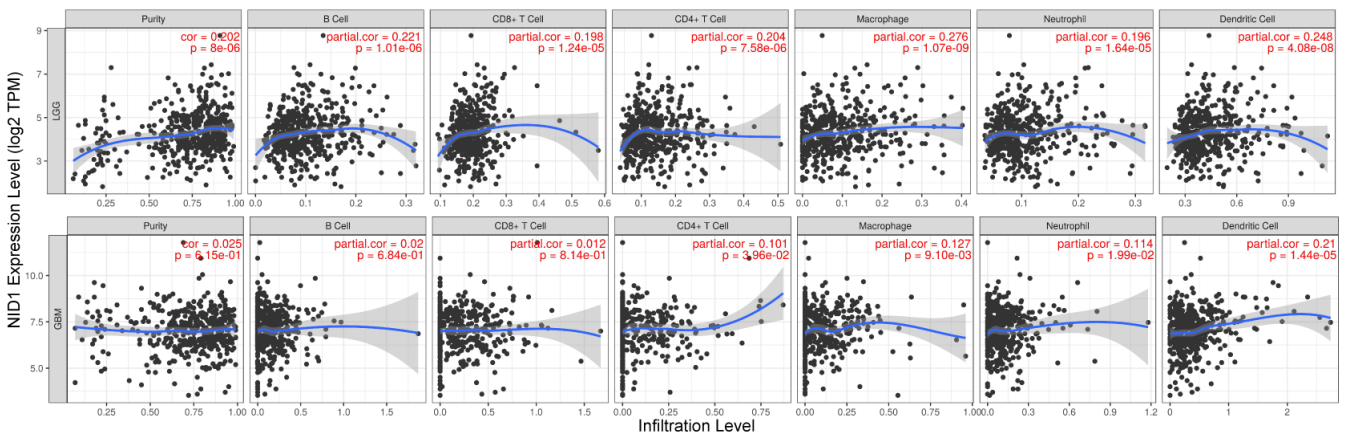 Purity B Cell CD8+ T Cell CD4+ T Cell Macrophage Neutrophil Dendritic Cell
cor = 0.202 partial.cor = 0.221 partial.cor = 0.198 partial.cor = 0.204 partial.cor = 0.276 partial.cor = 0.196 partial.cor = 0.248
p = 8e-06 p = 1.01e-06 p = 1.24e-05 p = 7.58e-06 p = 1.07e-09 p = 1.64e-05 p = 4.08e-08
9
7
5
3
LGG
0.25 0.50 0.75 1.00 0.0 0.1 0.2 0.3 0.1 0.2 0.3 0.4 0.5 0.6 0.0 0.1 0.2 0.3 0.4 0.5 0.0 0.1 0.2 0.3 0.4 0.1 0.2 0.3 0.3 0.6 0.9
NID1 Expression Level (log2 TPM)
Purity B Cell CD8+ T Cell CD4+ T Cell Macrophage Neutrophil Dendritic Cell
cor = 0.025 partial.cor = 0.02 partial.cor = 0.012 partial.cor = 0.101 partial.cor = 0.127 partial.cor = 0.114 partial.cor = 0.21
p = 6.15e-01 p = 6.84e-01 p = 8.14e-01 p = 3.96e-02 p = 9.10e-03 p = 1.99e-02 p = 1.44e-05
10.0
7.5
5.0
GBM
0.25 0.50 0.75 1.00 0.0 0.5 1.0 1.5 0.0 0.5 1.0 1.5 0.00 0.25 0.50 0.75 0.00 0.25 0.50 0.75 1.00 0.0 0.3 0.6 0.9 1.2 0 1 2
Infiltration Level